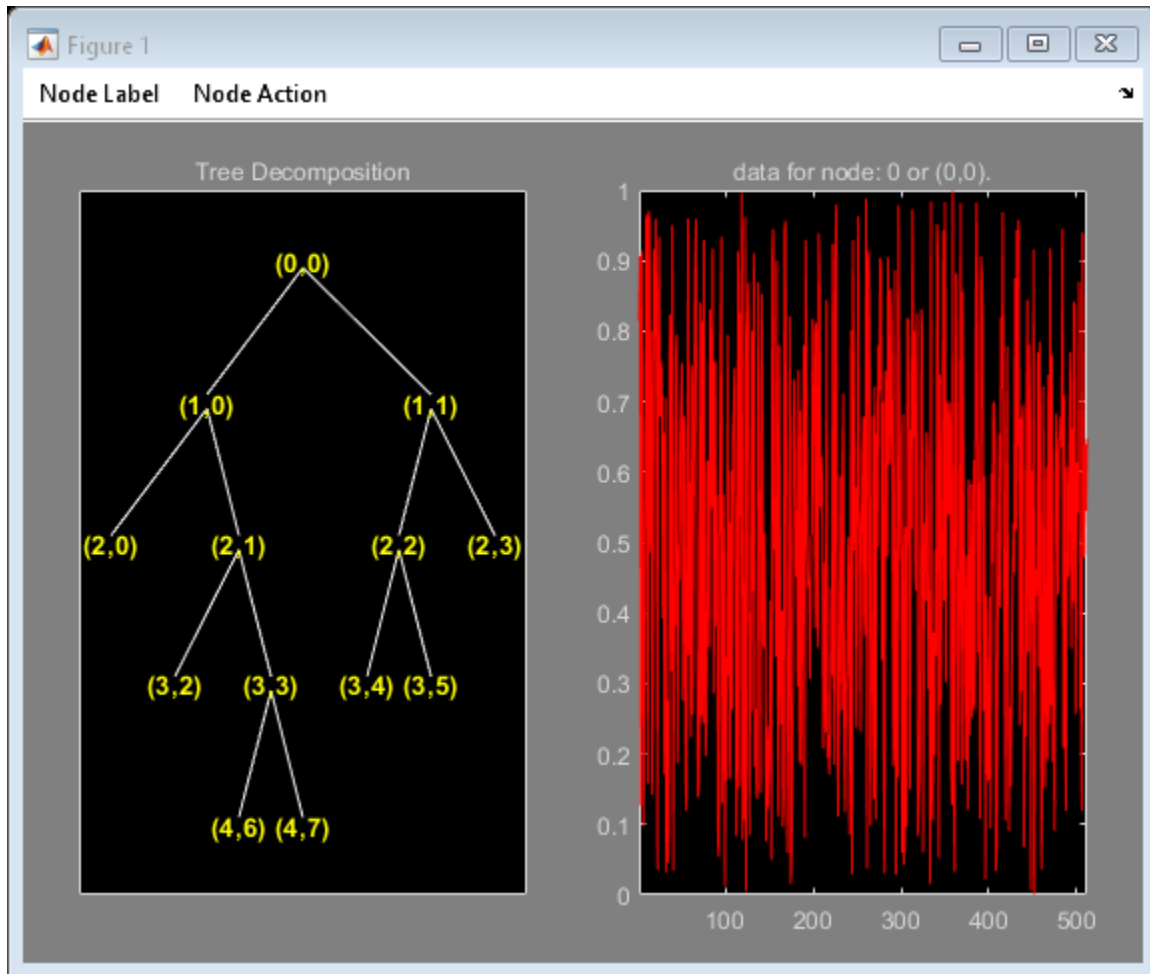 Figure 1
Node Label Node Action
Tree Decomposition
(0,0)
(1,0) (1,1)
(2,0) (2,1) (2,2) (2,3)
(3,2) (3,3) (3,4) (3,5)
(4,6) (4,7)
data for node: 0 or (0,0).
1
0.9
0.8
0.7
0.6
0.5
0.4
0.3
0.2
0.1
0
100 200 300 400 500